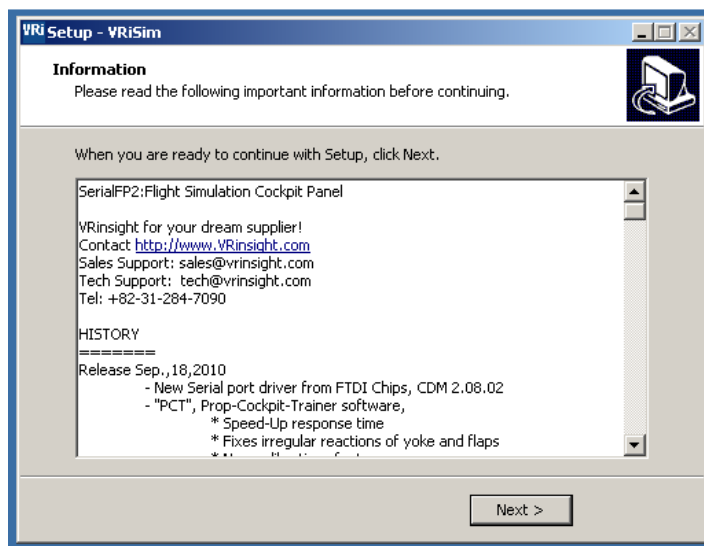 VRi Setup - VRiSim
Information
Please read the following important information before continuing.
When you are ready to continue with Setup, click Next.
SerialFP2:Flight Simulation Cockpit Panel
VRinsight for your dream supplier!
Contact http://www.VRinsight.com
Sales Support: sales@vrinsight.com
Tech Support:  tech@vrinsight.com
Tel: +82-31-284-7090
HISTORY
=======
Release Sep.,18,2010
- New Serial port driver from FTDI Chips, CDM 2.08.02
- "PCT", Prop-Cockpit-Trainer software,
* Speed-Up response time
* Fixes irregular reactions of yoke and flaps
Next >